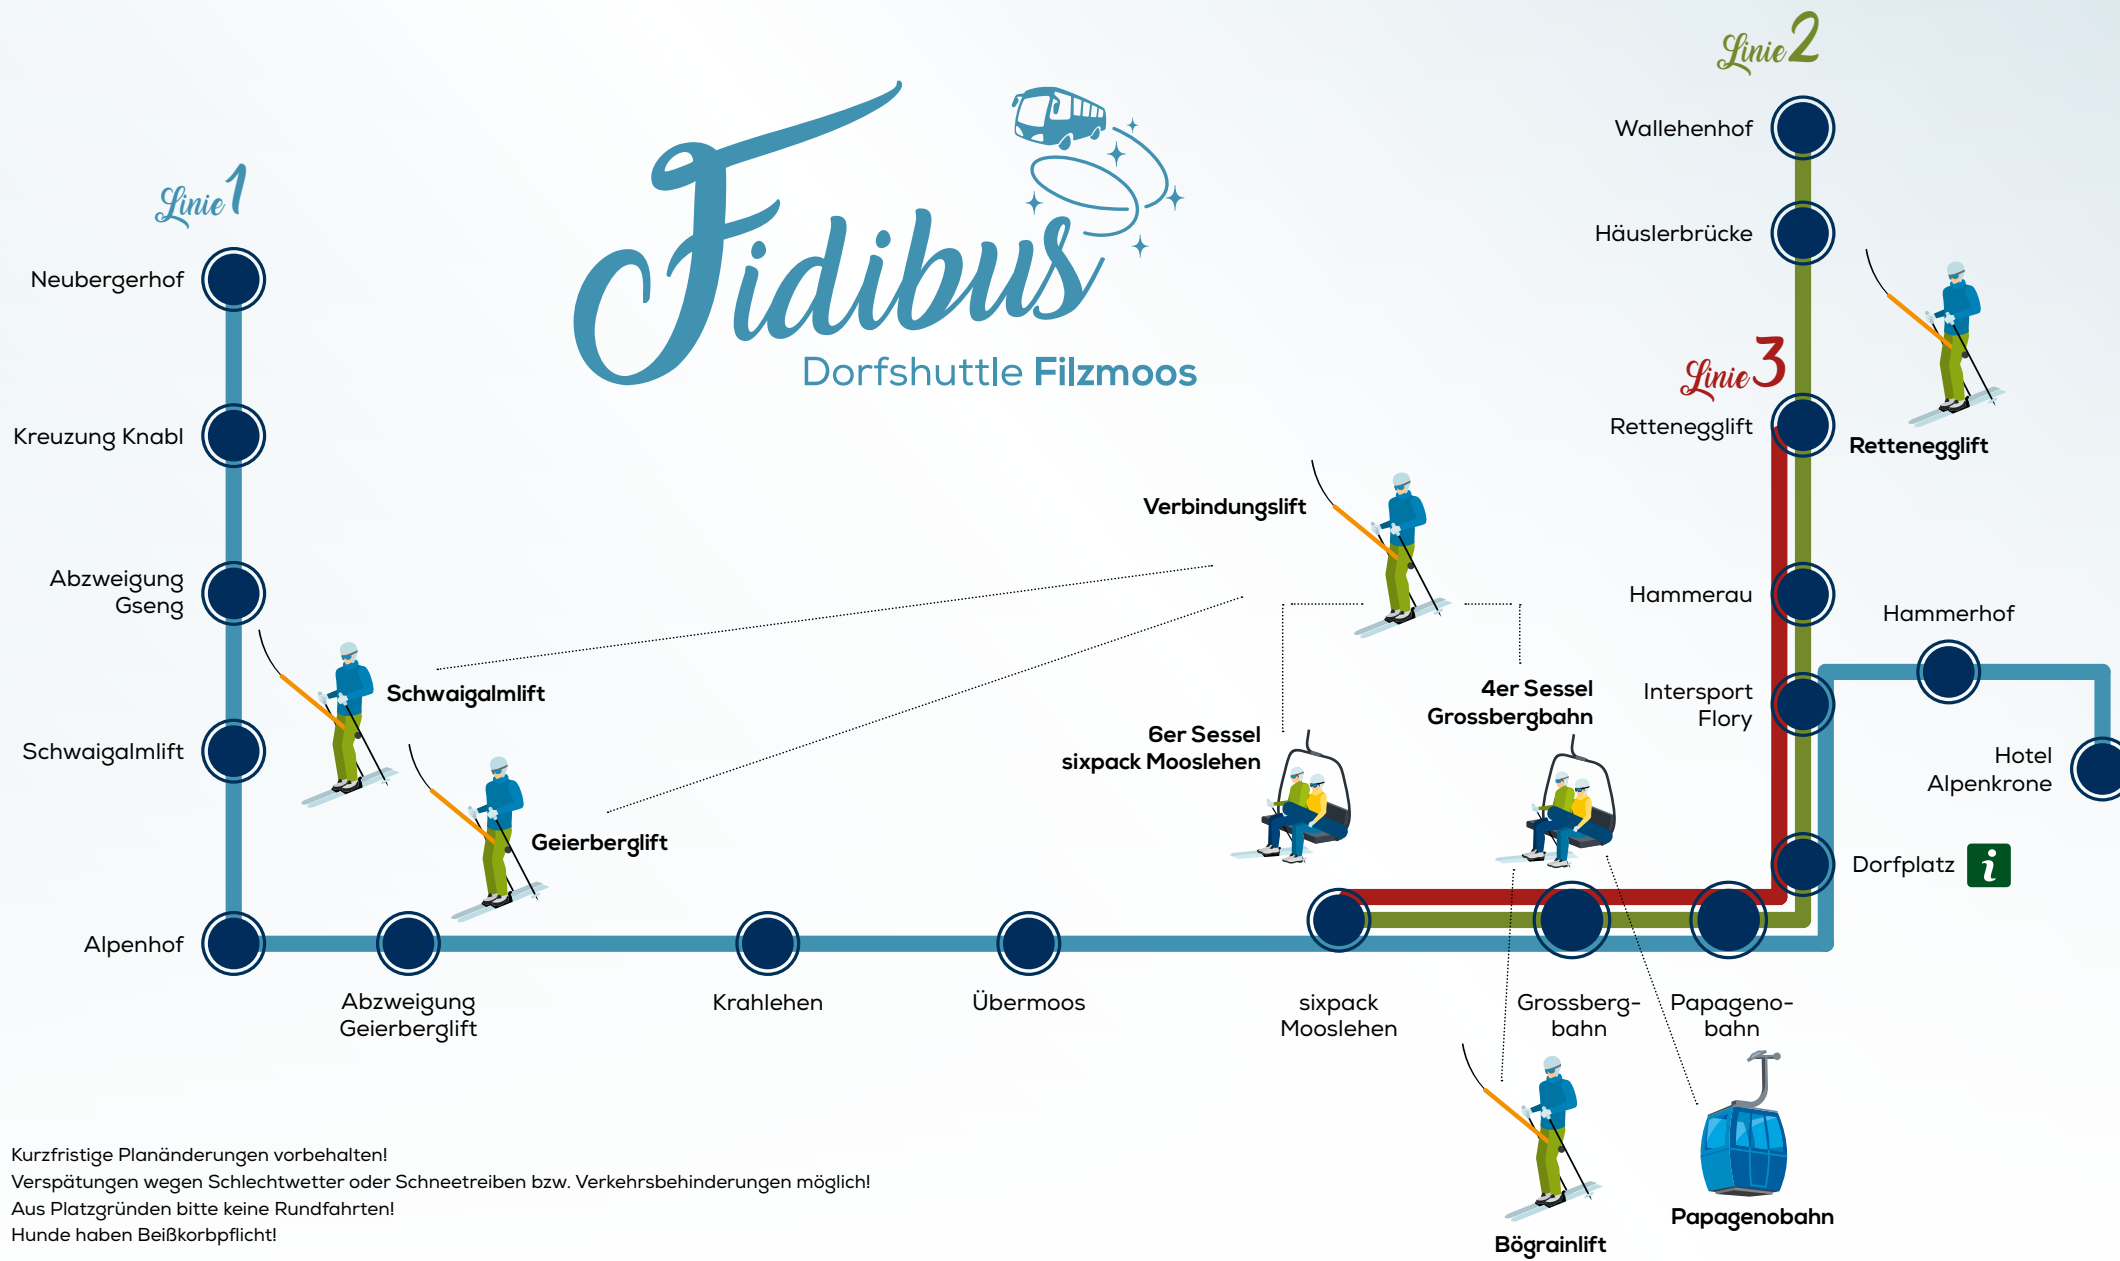 Linie 2
Wallehenhof
Häuslerbrücke
Linie 1
Neubergerhof
Kreuzung Knabl
Abzweigung
Gseng
Schwaigalmlift
Alpenhof
Fidibus
Dorfshuttle Filzmoos
Linie 3
Rettenegglift
Rettenegglift
Verbindungslift
Hammerau
Hammerhof
Intersport
Flory
Hotel
Alpenkrone
Dorfplatz i
Schwaigalmlift
Geierberglift
6er Sessel
sixpack Mooslehen
4er Sessel
Grossbergbahn
Abzweigung
Geierberglift
Krahlehen
Übermoos
sixpack
Mooslehen
Grossberg-
bahn
Papageno-
bahn
Bögrainlift
Papagenobahn
Kurzfristige Planänderungen vorbehalten!
Verspätungen wegen Schlechtwetter oder Schneetreiben bzw. Verkehrsbehinderungen möglich!
Aus Platzgründen bitte keine Rundfahrten!
Hunde haben Beißkorbpflicht!